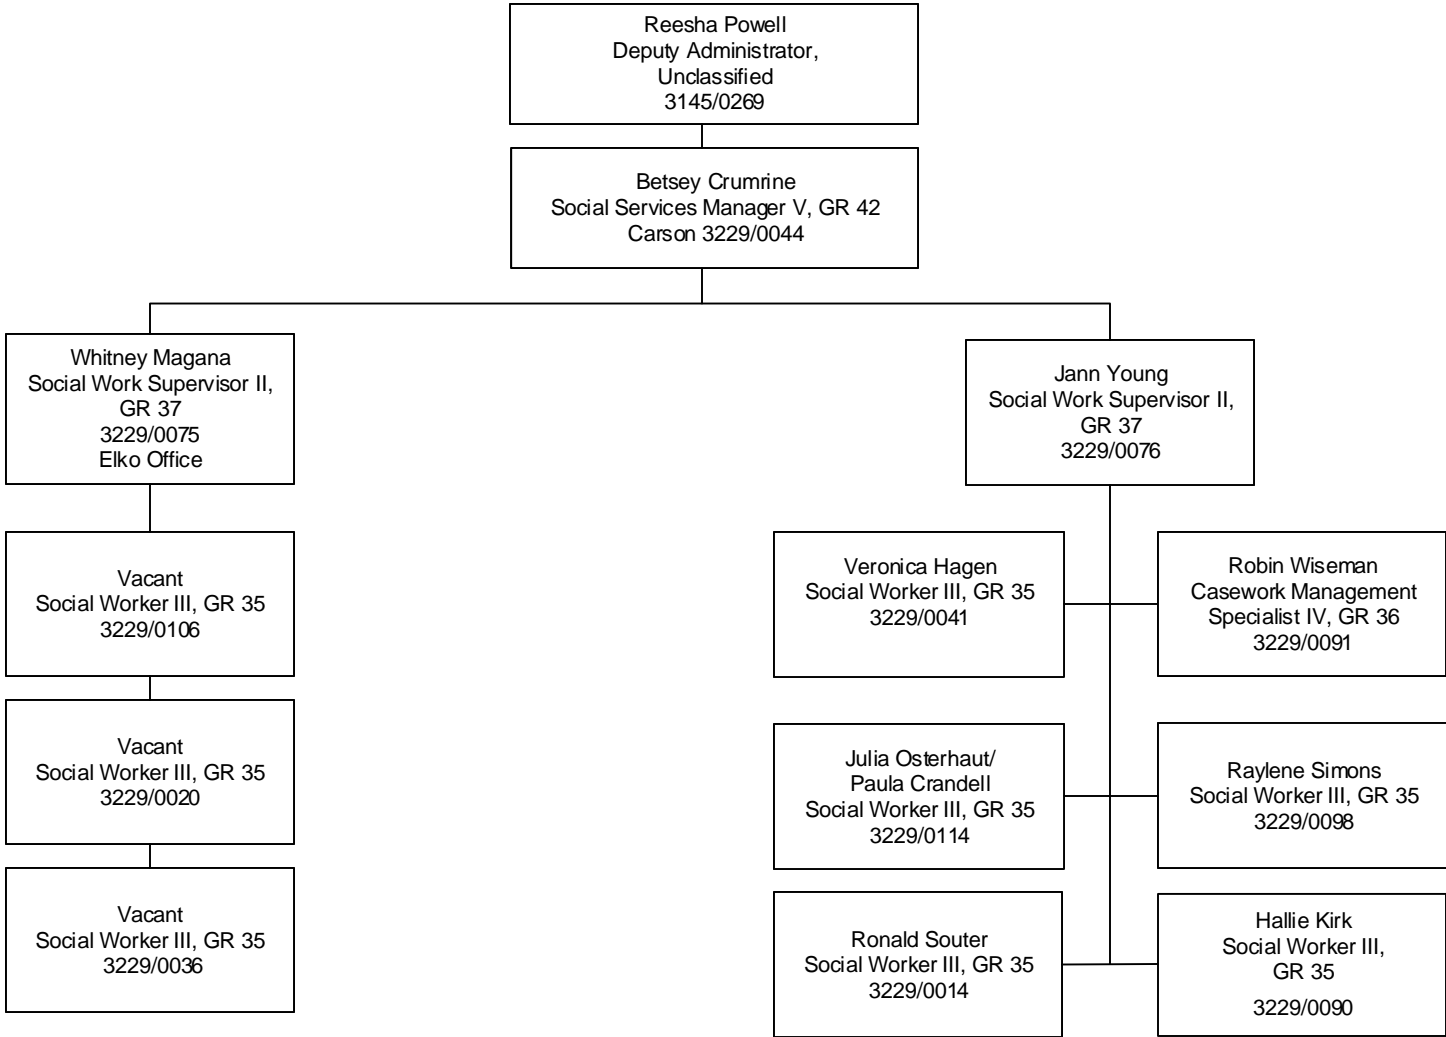 Reesha Powell
Deputy Administrator,
Unclassified
3145/0269
Betsey Crumrine
Social Services Manager V, GR 42
Carson 3229/0044
Whitney Magana
Social Work Supervisor II,
GR 37
3229/0075
Elko Office
Jann Young
Social Work Supervisor II,
GR 37
3229/0076
Vacant
Social Worker III, GR 35
3229/0106
Vacant
Social Worker III, GR 35
3229/0020
Vacant
Social Worker III, GR 35
3229/0036
Veronica Hagen
Social Worker III, GR 35
3229/0041
Robin Wiseman
Casework Management
Specialist IV, GR 36
3229/0091
Julia Osterhaut/
Paula Crandell
Social Worker III, GR 35
3229/0114
Raylene Simons
Social Worker III, GR 35
3229/0098
Ronald Souter
Social Worker III, GR 35
3229/0014
Hallie Kirk
Social Worker III,
GR 35
3229/0090